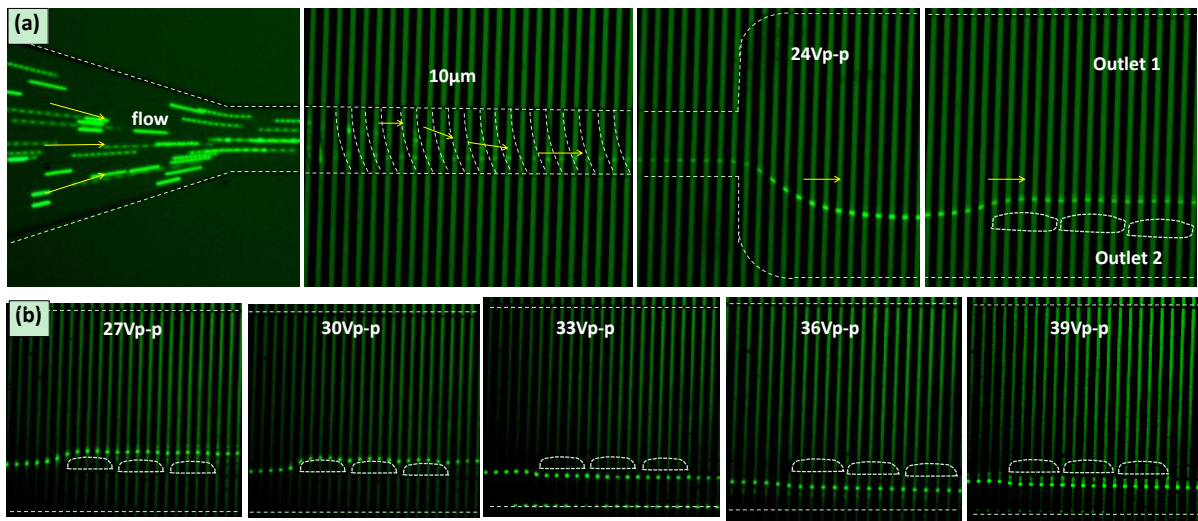 (a)
flow
10µm
24Vp-p
Outlet 1
Outlet 2
(b)
27Vp-p
30Vp-p
33Vp-p
36Vp-p
39Vp-p